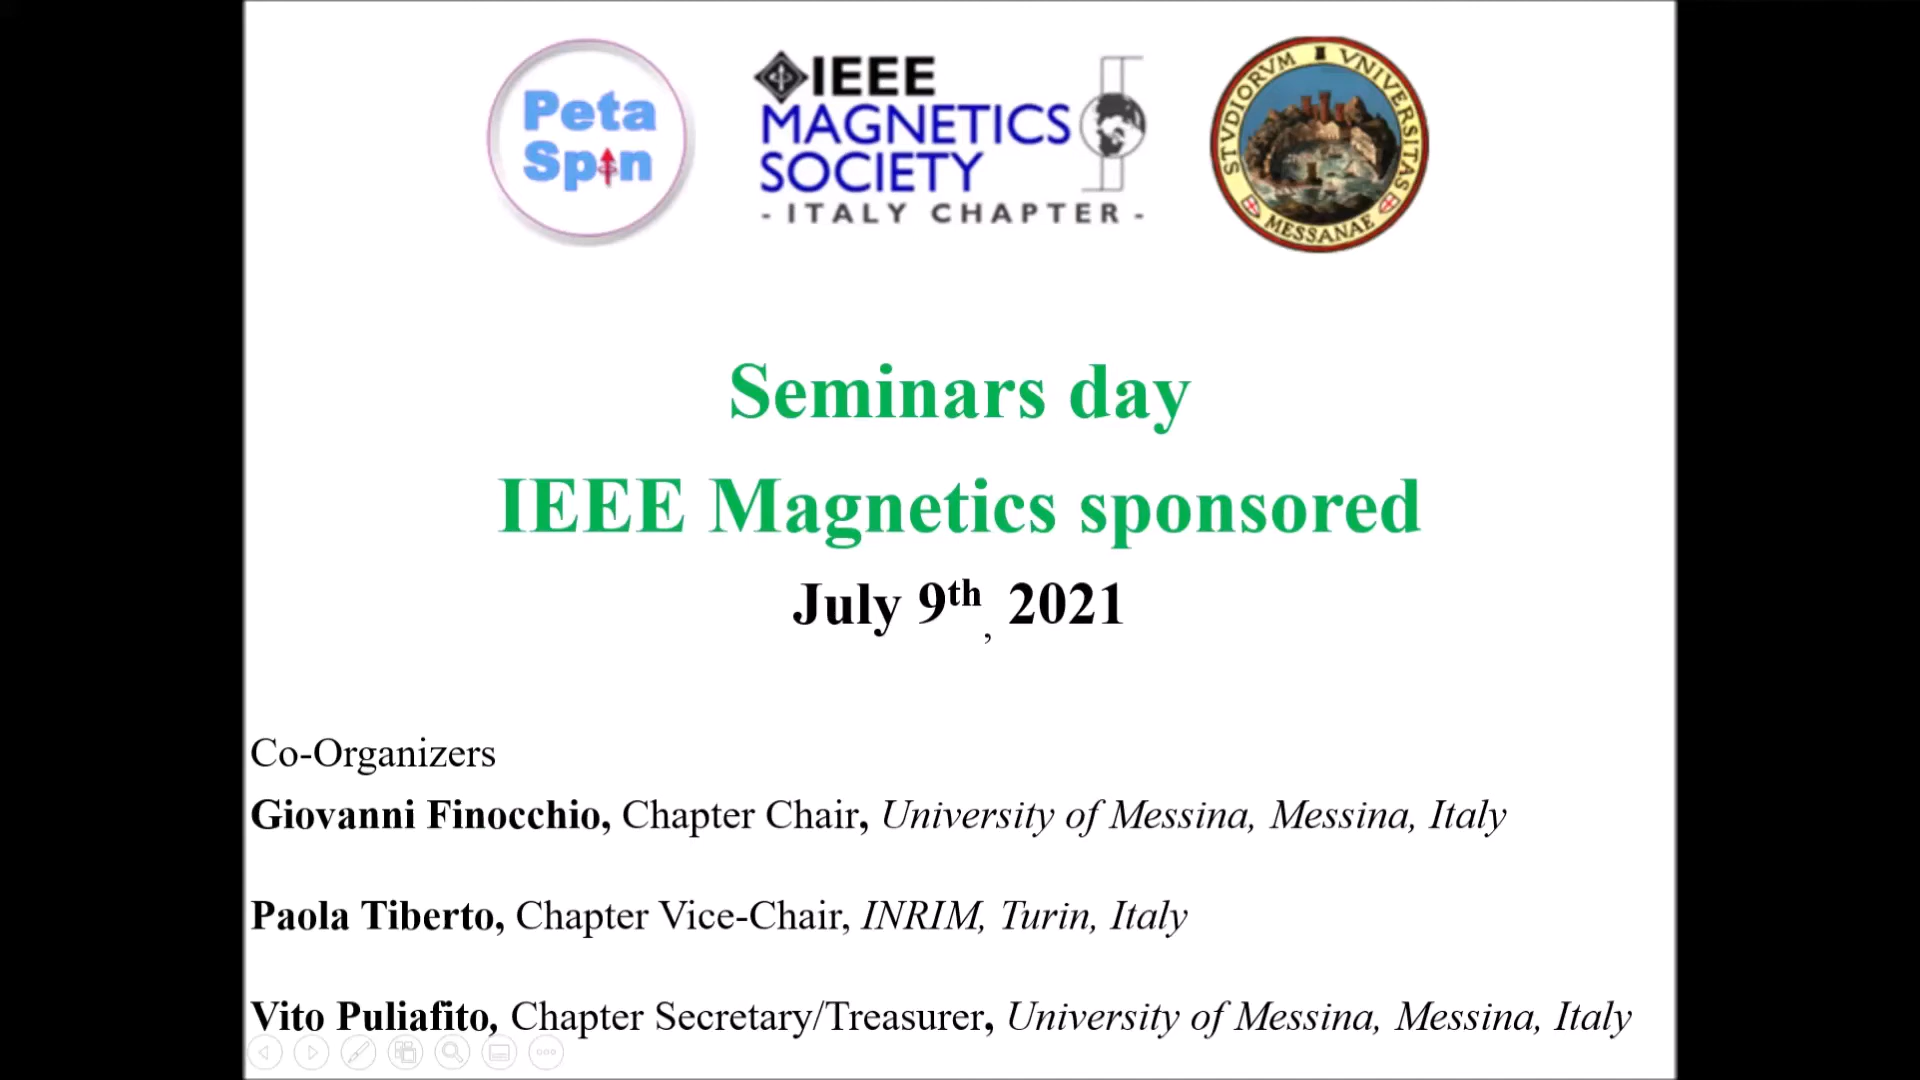 Peta
Spin
IEEE
MAGNETICS
SOCIETY
- ITALY CHAPTER -
STVDIORVM VNIVERSITAS
MESSANAE
Seminars day
IEEE Magnetics sponsored
July 9th, 2021
Co-Organizers
Giovanni Finocchio, Chapter Chair, University of Messina, Messina, Italy
Paola Tiberto, Chapter Vice-Chair, INRIM, Turin, Italy
Vito Puliafito, Chapter Secretary/Treasurer, University of Messina, Messina, Italy